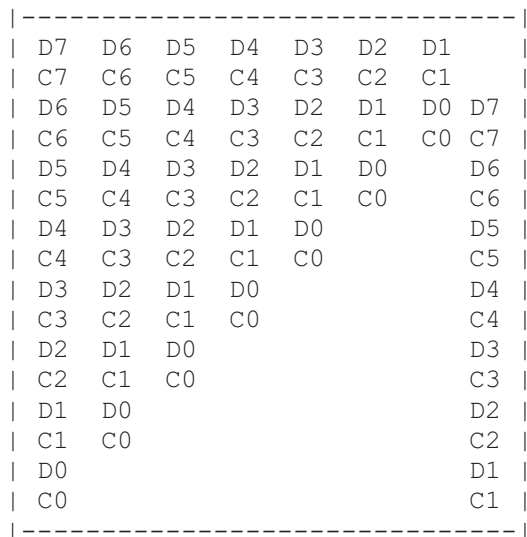 |-------------------------------|
| D7  D6  D5  D4  D3  D2  D1    |
| C7  C6  C5  C4  C3  C2  C1    |
| D6  D5  D4  D3  D2  D1  D0 D7 |
| C6  C5  C4  C3  C2  C1  C0 C7 |
| D5  D4  D3  D2  D1  D0     D6 |
| C5  C4  C3  C2  C1  C0     C6 |
| D4  D3  D2  D1  D0         D5 |
| C4  C3  C2  C1  C0         C5 |
| D3  D2  D1  D0             D4 |
| C3  C2  C1  C0             C4 |
| D2  D1  D0                 D3 |
| C2  C1  C0                 C3 |
| D1  D0                     D2 |
| C1  C0                     C2 |
| D0                         D1 |
| C0                         C1 |
|-------------------------------|